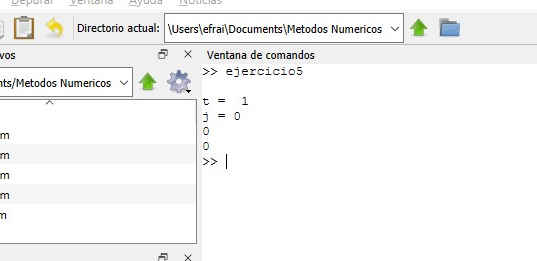 Depurar Ventana Ayuda Noticias
Directorio actual: \Users\efrai\Documents\Metodos Numericos
vos
Ventana de comandos
nts/Metodos Numericos
>> ejercicio5
t = 1
j = 0
0
0
>>
m
m
m
m
m